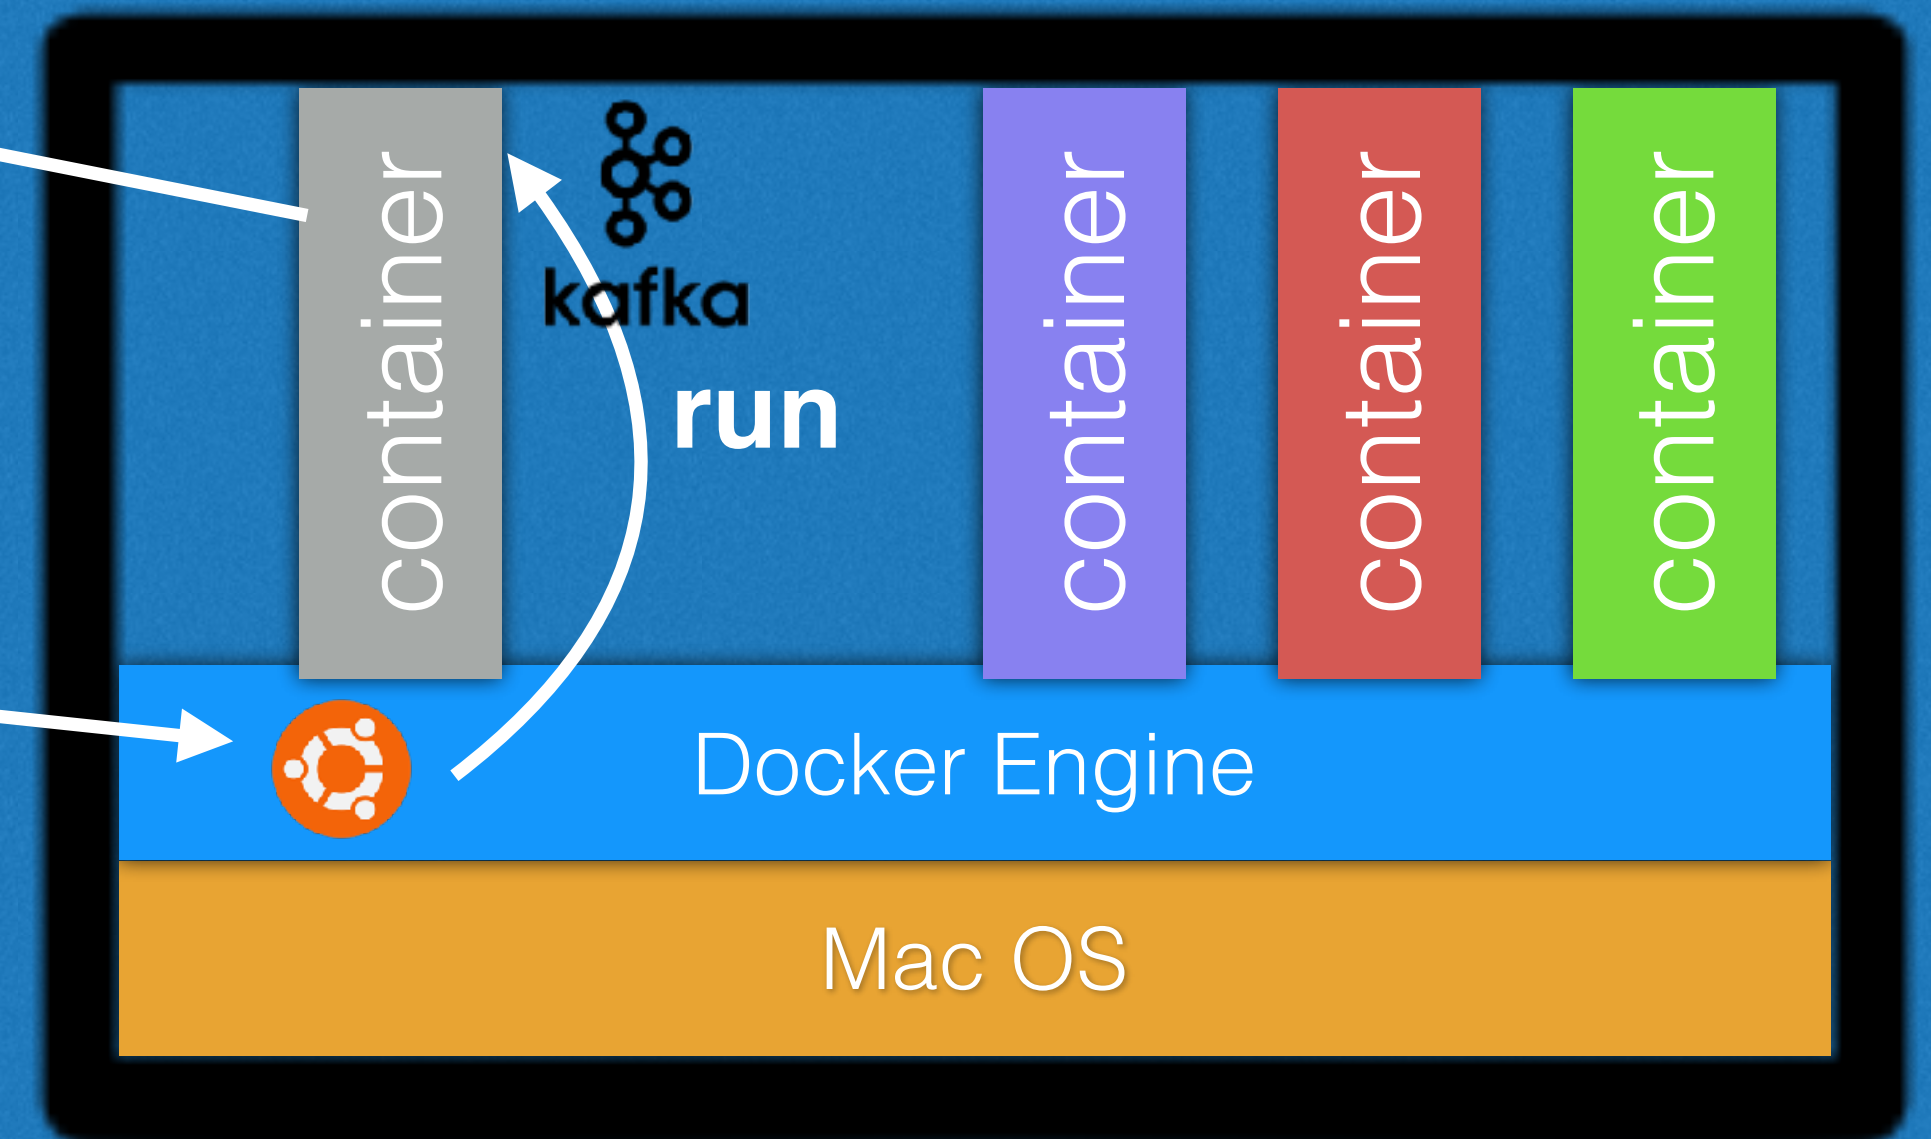 container
kafka
run
container
container
container
Docker Engine
Mac OS